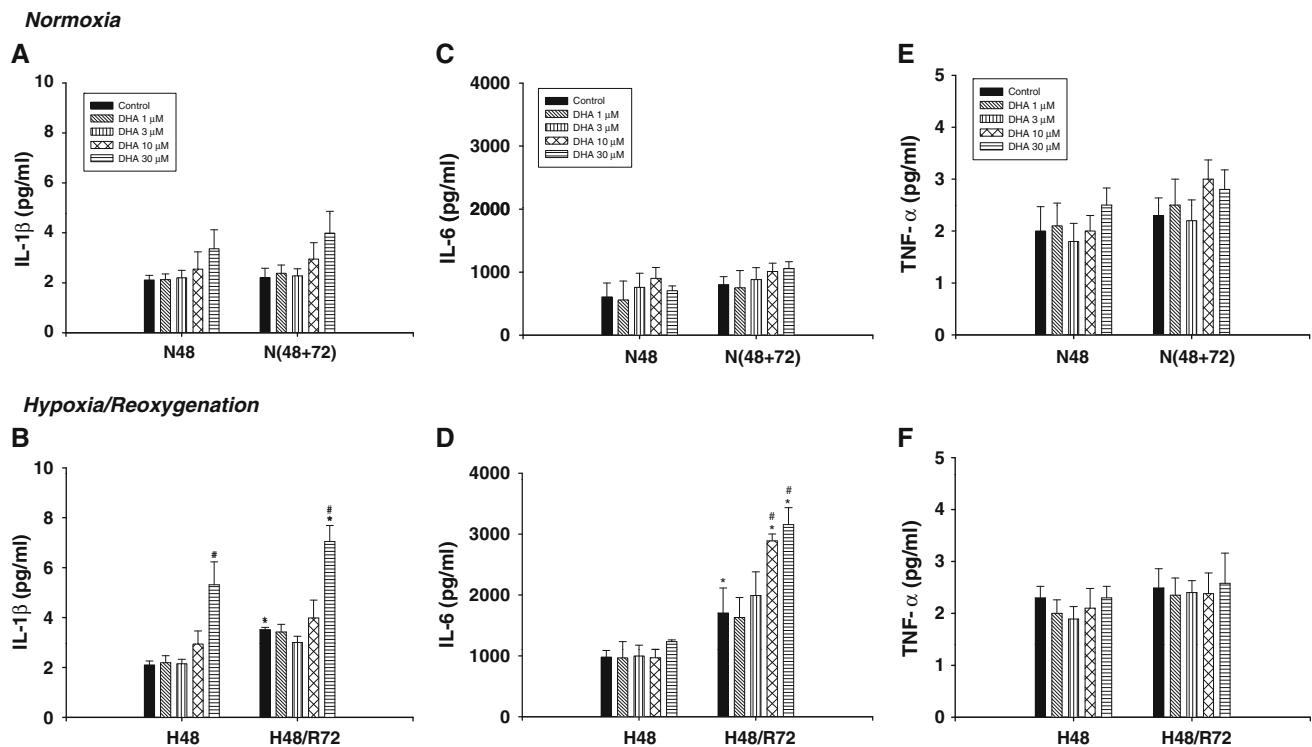 Normoxia
A
10
8
6
4
2
0
IL-1β (pg/ml)
Control
DHA 1 μM
DHA 3 μM
DHA 10 μM
DHA 30 μM
N48
N(48+72)
C
4000
3000
2000
1000
0
IL-6 (pg/ml)
Control
DHA 1 μM
DHA 3 μM
DHA 10 μM
DHA 30 μM
N48
N(48+72)
E
5
4
3
2
1
0
TNF- α (pg/ml)
Control
DHA 1 μM
DHA 3 μM
DHA 10 μM
DHA 30 μM
N48
N(48+72)
Hypoxia/Reoxygenation
B
10
8
6
4
2
0
IL-1β (pg/ml)
#
*
#
*
H48
H48/R72
D
4000
3000
2000
1000
0
IL-6 (pg/ml)
*
#
*
#
*
H48
H48/R72
F
5
4
3
2
1
0
TNF- α (pg/ml)
H48
H48/R72